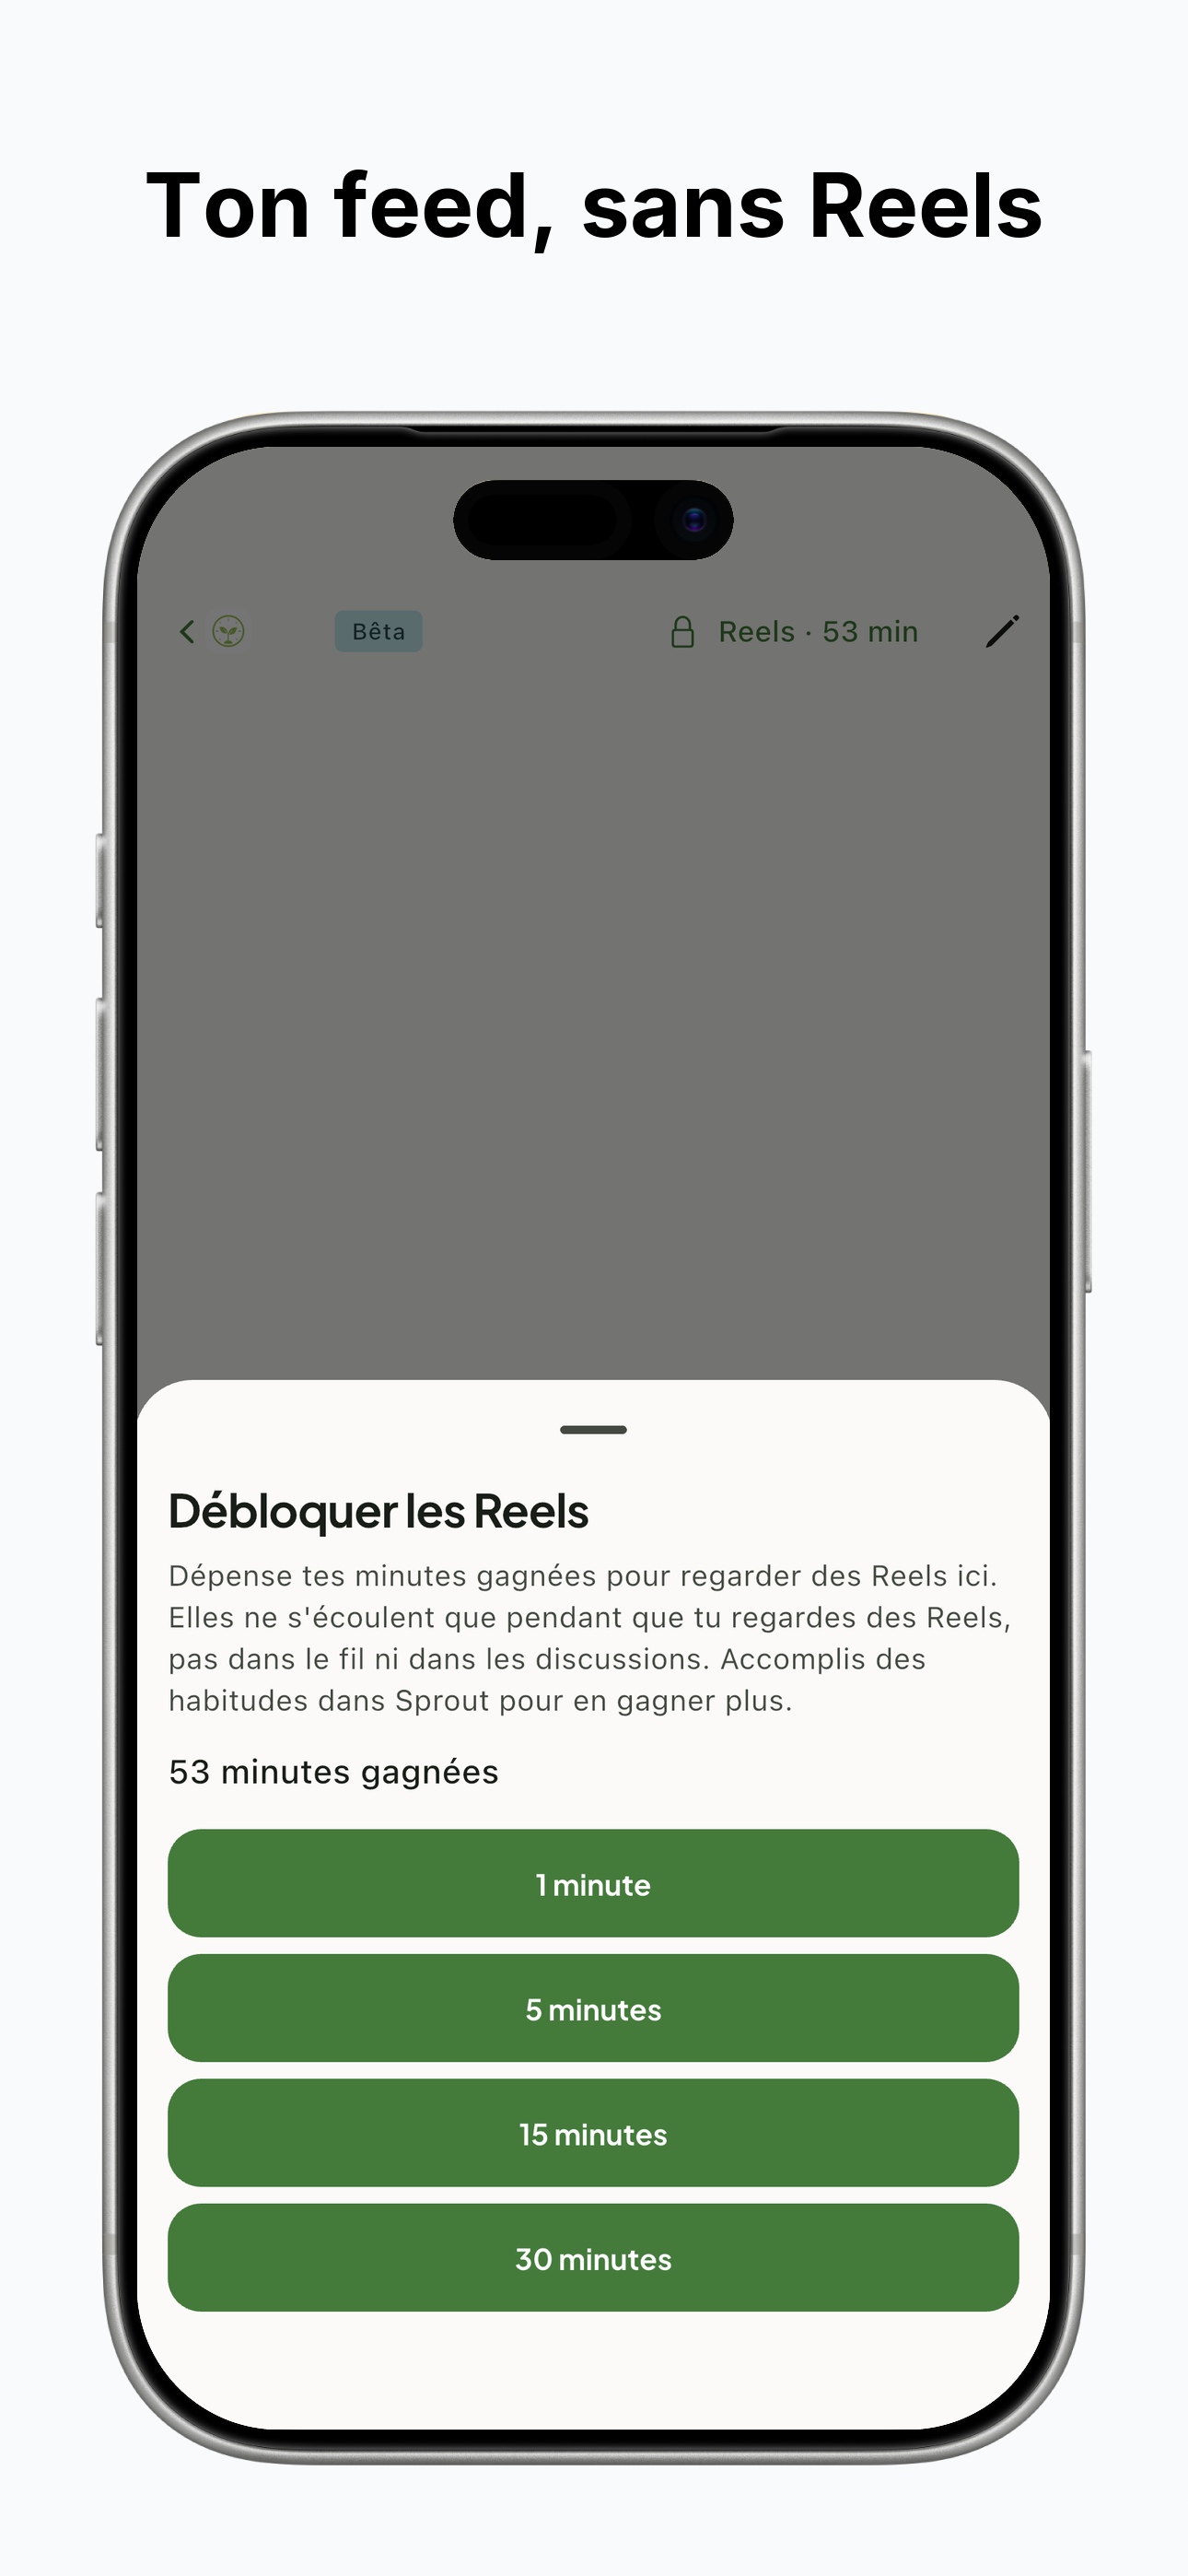 Ton feed, sans Reels
Bêta
Reels · 53 min
Débloquer les Reels
Dépense tes minutes gagnées pour regarder des Reels ici.
Elles ne s'écoulent que pendant que tu regardes des Reels,
pas dans le fil ni dans les discussions. Accomplis des
habitudes dans Sprout pour en gagner plus.
53 minutes gagnées
1 minute
5 minutes
15 minutes
30 minutes